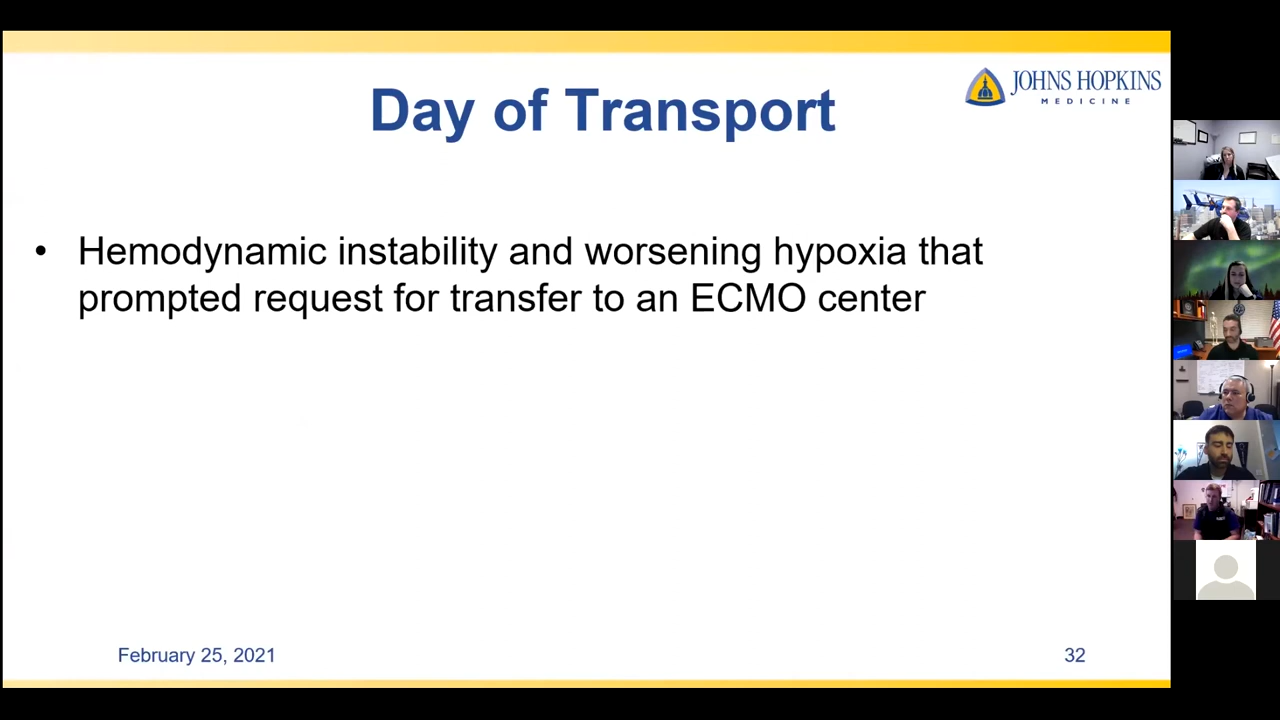 Day of Transport
JOHNS HOPKINS
MEDICINE
• Hemodynamic instability and worsening hypoxia that
prompted request for transfer to an ECMO center
February 25, 2021
32